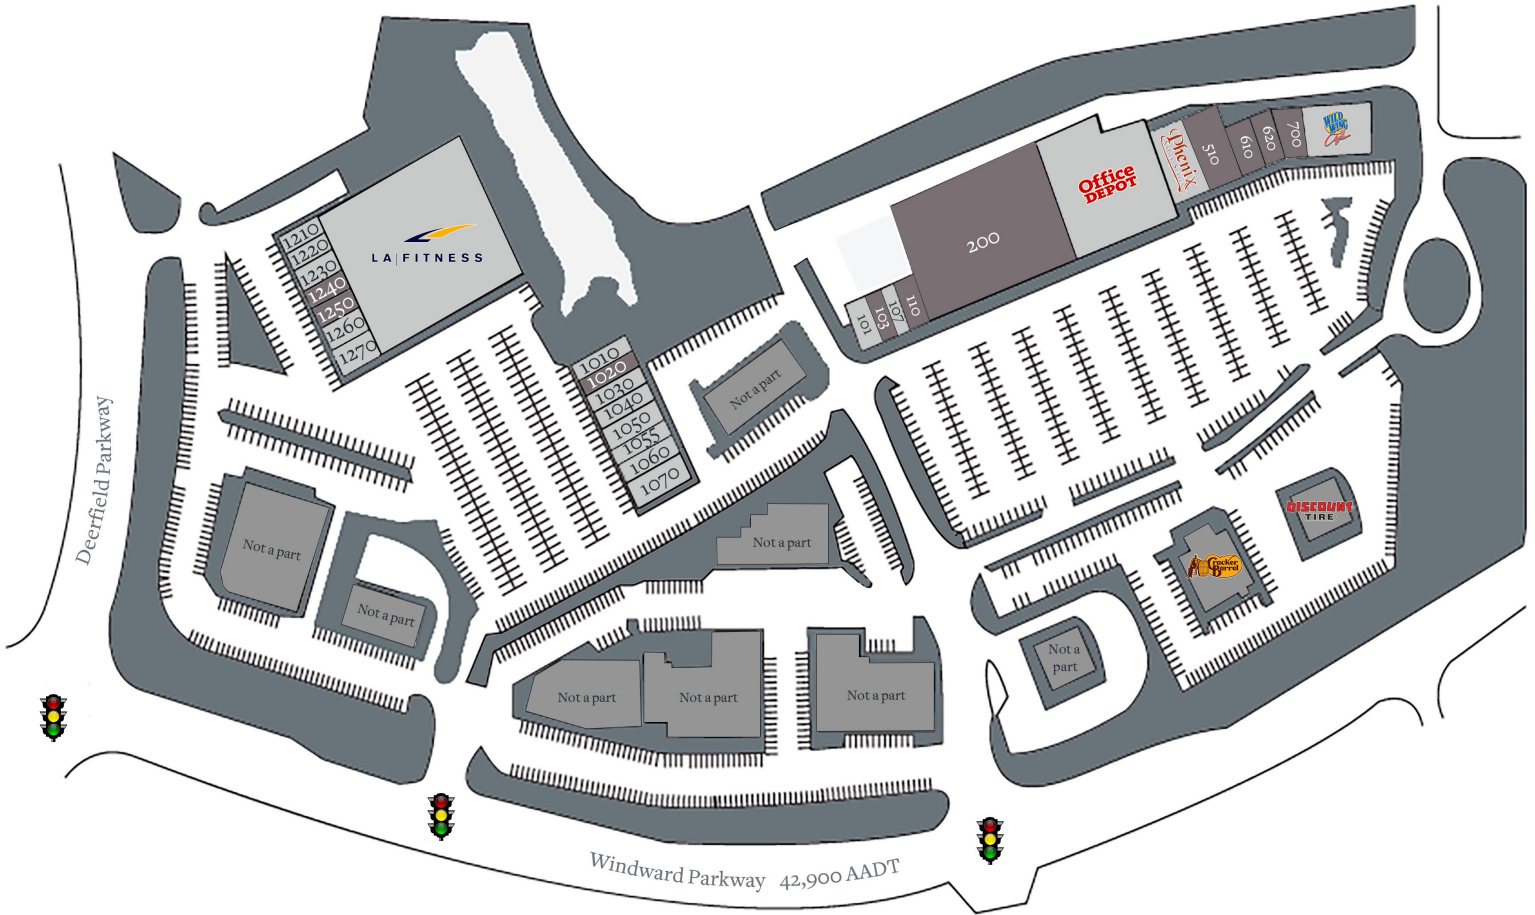 WILD WING
Cafe
Phenix
510
610
620
700
Office
DEPOT
200
101
103
107
110
LA|FITNESS
1210
1220
1230
1240
1250
1260
1270
1010
1020
1030
1040
1050
1055
1060
1070
Not a part
Deerfield Parkway
Not a part
Not a part
Not a part
DISCOUNT
TIRE
Cracker
Barrel
Not a
part
Not a part
Not a part
Not a part
Windward Parkway 42,900 AADT